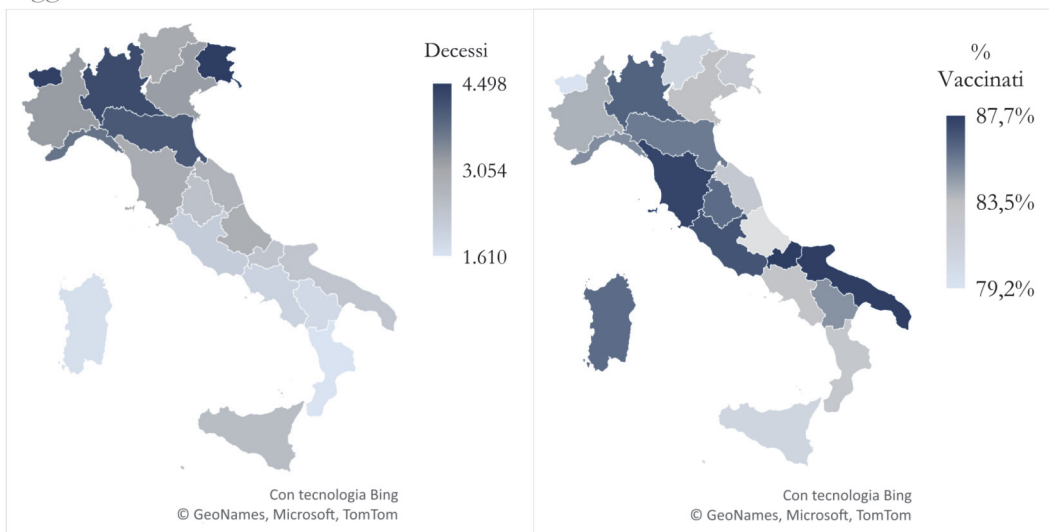 Decessi
4.498
3.054
1.610
Con tecnologia Bing
© GeoNames, Microsoft, TomTom
%
Vaccinati
87,7%
83,5%
79,2%
Con tecnologia Bing
© GeoNames, Microsoft, TomTom